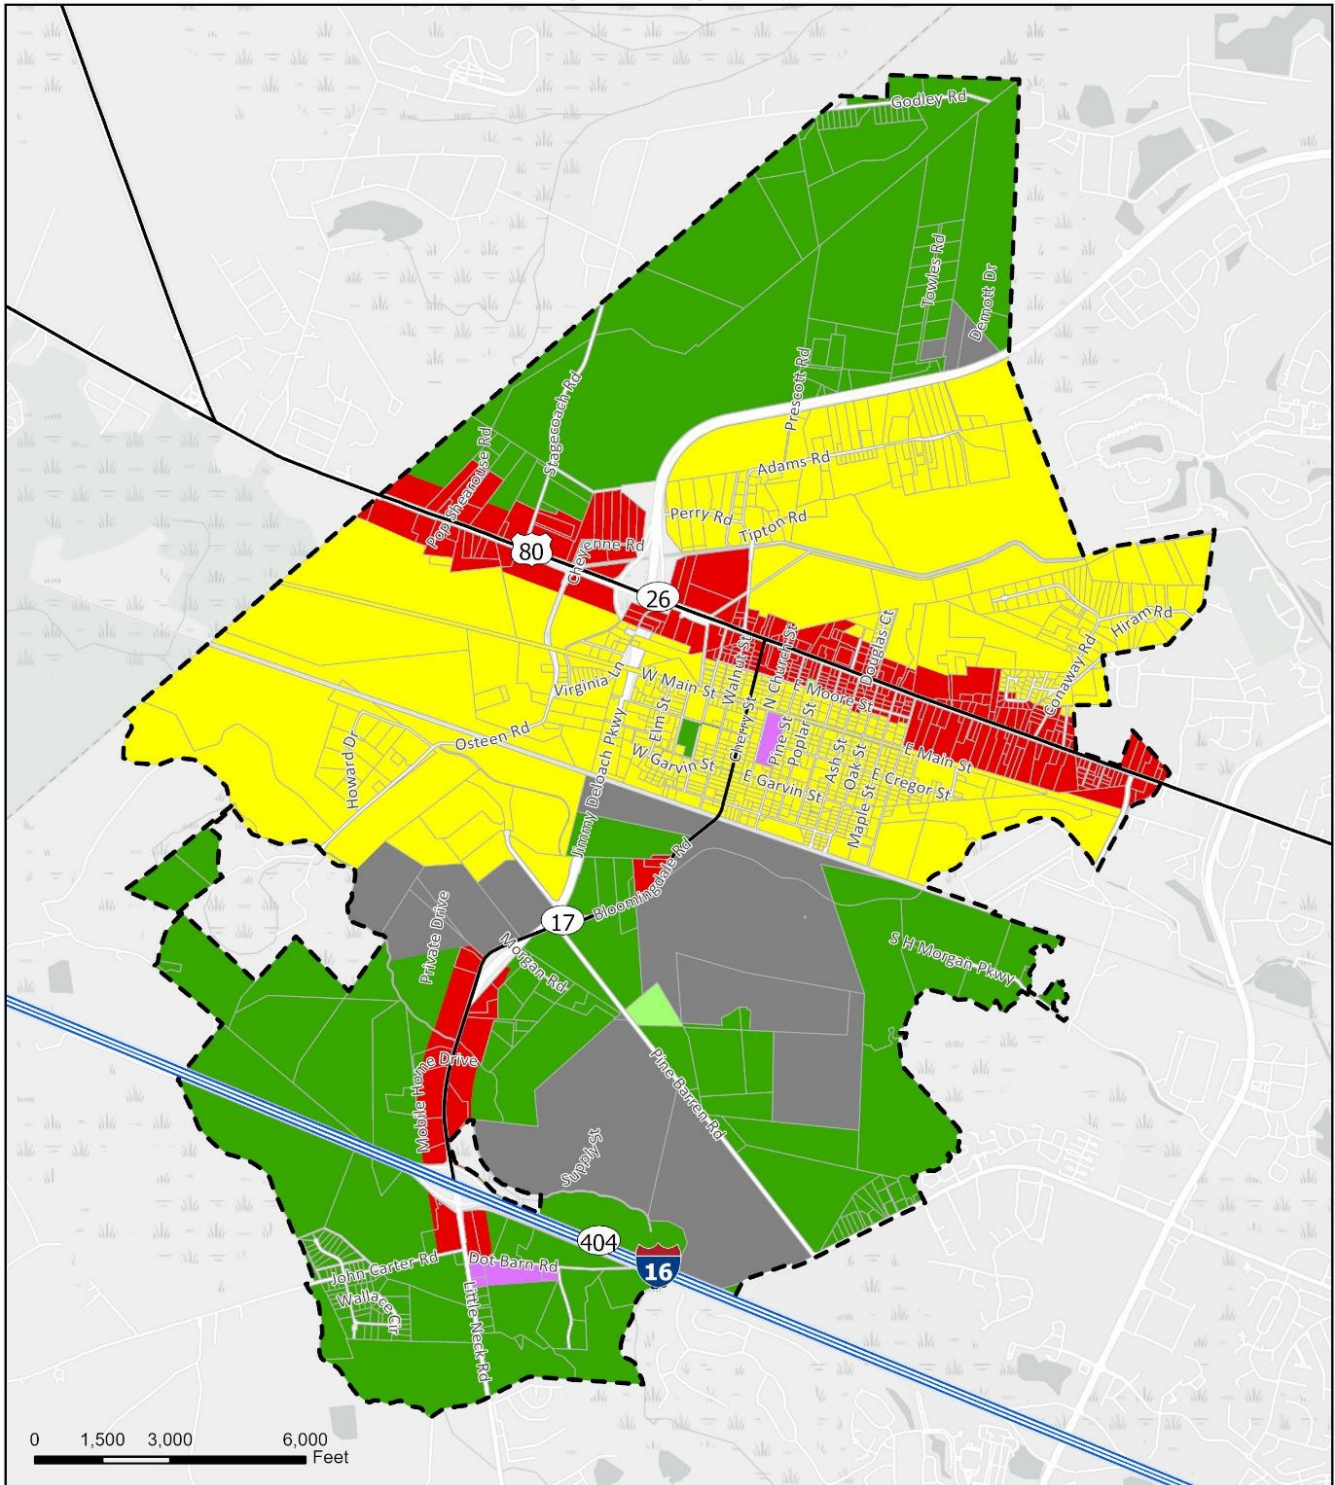 Godley Rd
Towles Rd
Demott Dr
Prescott Rd
Stagecoach Rd
Pop Shearouse Rd
Adams Rd
Perry Rd
Tipton Rd
80
Cheyenne Rd
26
Hiram Rd
Conaway Rd
Douglas Ct
N Church St
Walnut St
W Main St
Virginia Ln
E Moore St
Elm St
Cherry St
Pine St
Poplar St
Osteen Rd
Howard Dr
W Garvin St
E Garvin St
Ash St
Oak St
E Main St
E Cregor St
Maple St
Jimmy Deloach Pkwy
Bloomingdale Rd
Private Drive
17
Morgan Rd
S H Morgan Pkwy
Mobile Home Drive
Pine Barren Rd
Supply St
404
16
John Carter Rd
Dot Barn Rd
Wallace Cir
Little Neck Rd
0 1,500 3,000 6,000
Feet